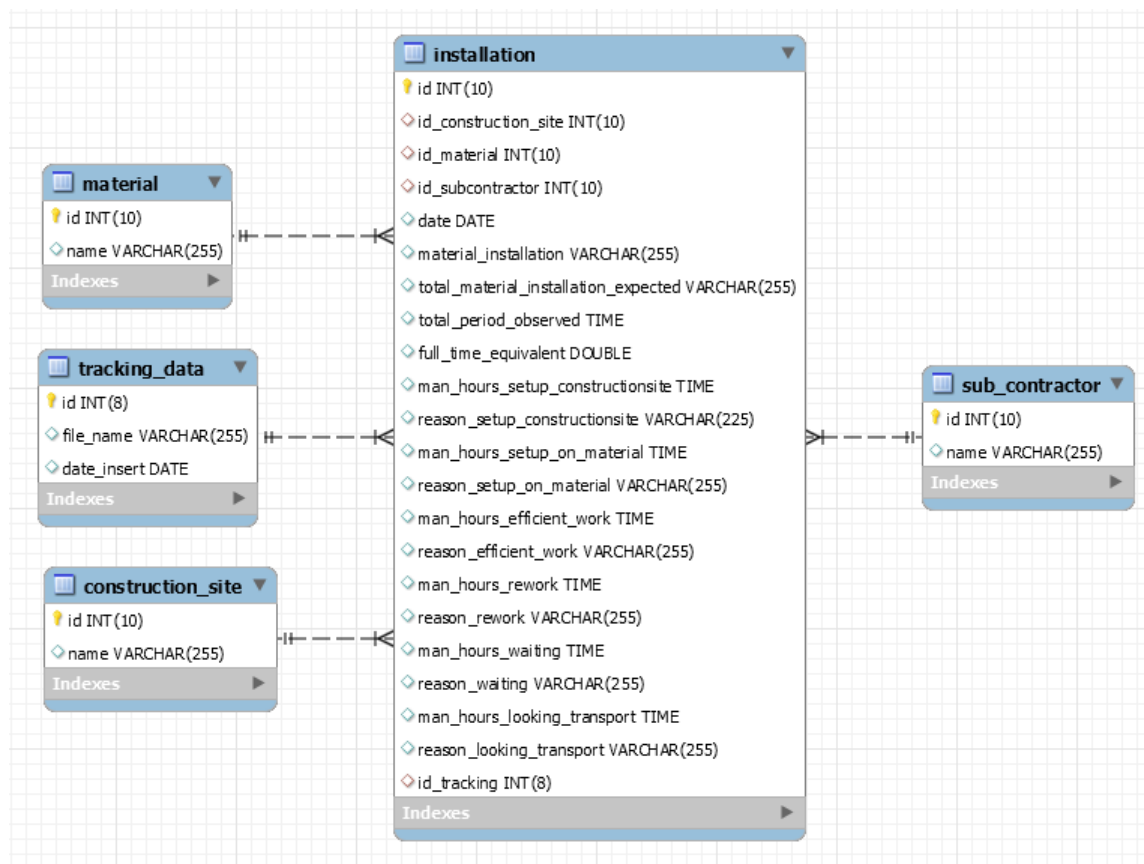 material
id INT(10)
name VARCHAR(255)
Indexes
tracking_data
id INT(8)
file_name VARCHAR(255)
date_insert DATE
Indexes
construction_site
id INT(10)
name VARCHAR(255)
Indexes
installation
id INT(10)
id_construction_site INT(10)
id_material INT(10)
id_subcontractor INT(10)
date DATE
material_installation VARCHAR(255)
total_material_installation_expected VARCHAR(255)
total_period_observed TIME
full_time_equivalent DOUBLE
man_hours_setup_constructionsite TIME
reason_setup_constructionsite VARCHAR(225)
man_hours_setup_on_material TIME
reason_setup_on_material VARCHAR(255)
man_hours_efficient_work TIME
reason_efficient_work VARCHAR(255)
man_hours_rework TIME
reason_rework VARCHAR(255)
man_hours_waiting TIME
reason_waiting VARCHAR(255)
man_hours_looking_transport TIME
reason_looking_transport VARCHAR(255)
id_tracking INT(8)
Indexes
sub_contractor
id INT(10)
name VARCHAR(255)
Indexes